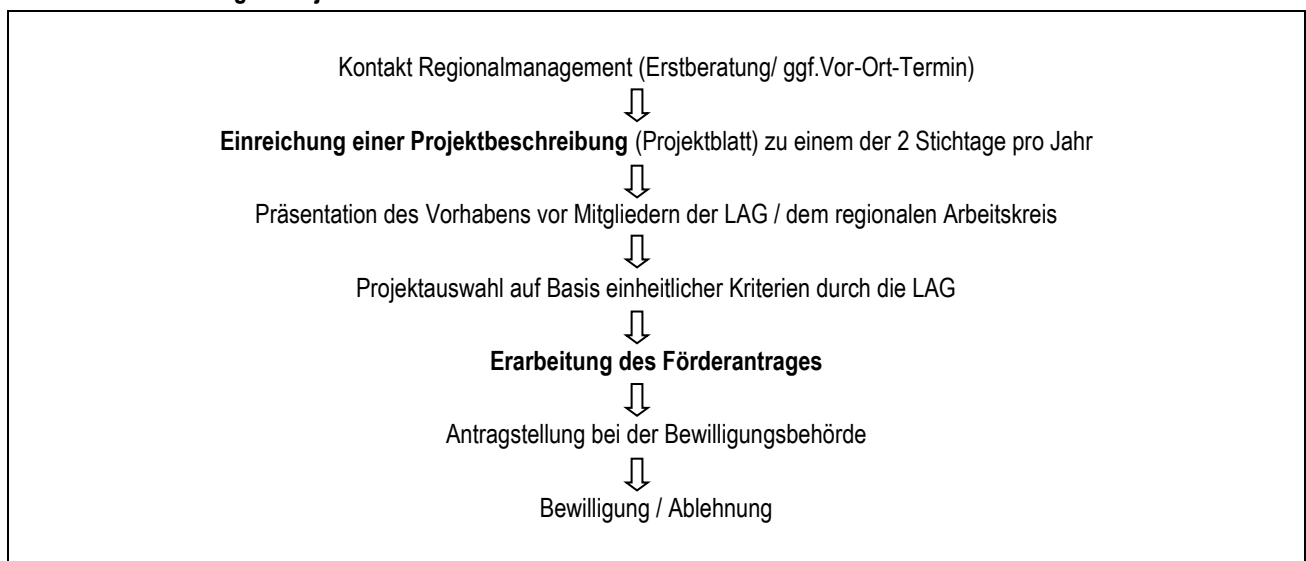 Kontakt Regionalmanagement (Erstberatung/ ggf.Vor-Ort-Termin)
Einreichung einer Projektbeschreibung (Projektblatt) zu einem der 2 Stichtage pro Jahr
Präsentation des Vorhabens vor Mitgliedern der LAG / dem regionalen Arbeitskreis
Projektauswahl auf Basis einheitlicher Kriterien durch die LAG
Erarbeitung des Förderantrages
Antragstellung bei der Bewilligungsbehörde
Bewilligung / Ablehnung